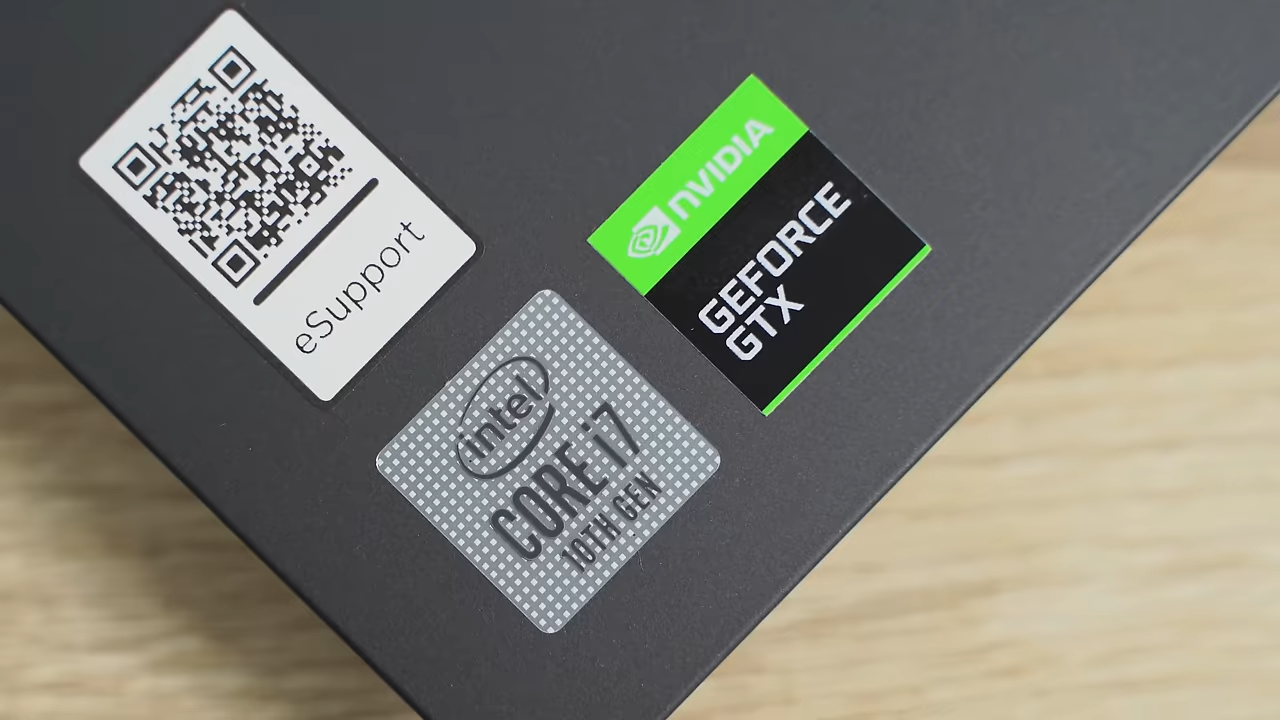 eSupport
NVIDIA
GEFORCE
GTX
intel
CORE i7
10TH GEN